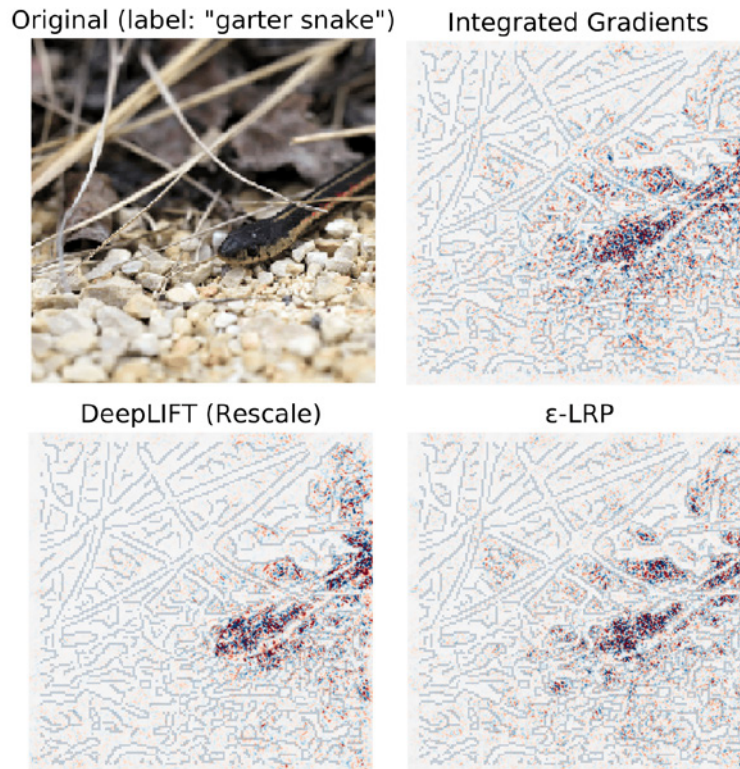 Original (label: "garter snake")
Integrated Gradients
DeepLIFT (Rescale)
ε-LRP